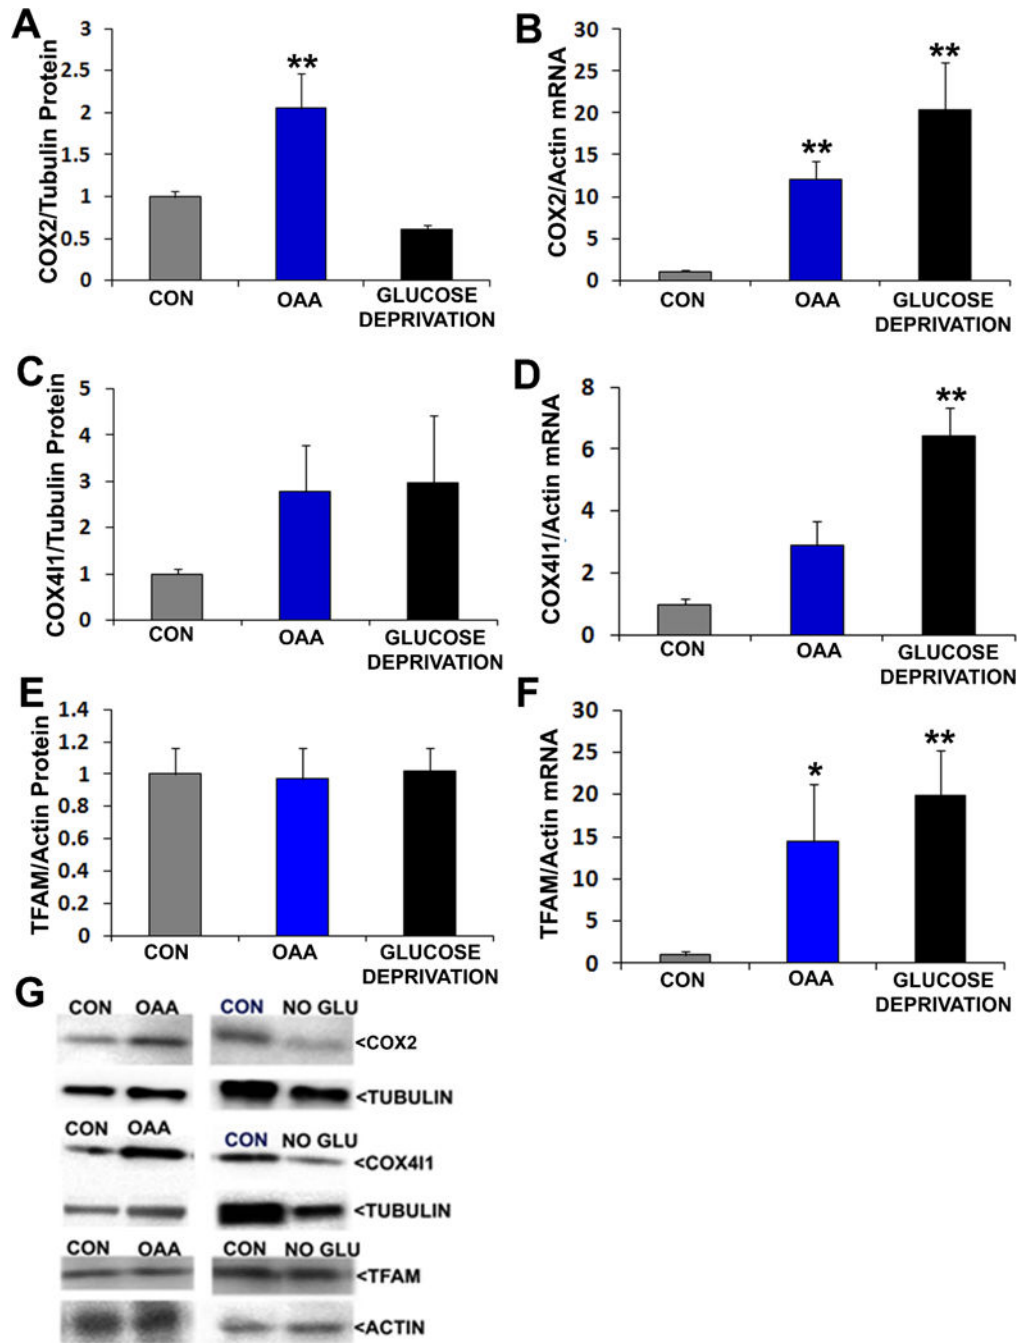 A
COX2/Tubulin Protein
3
2.5
2
1.5
1
0.5
0
**
CON
OAA
GLUCOSE
DEPRIVATION
B
COX2/Actin mRNA
30
25
20
15
10
5
0
**
**
CON
OAA
GLUCOSE
DEPRIVATION
C
COX4I1/Tubulin Protein
5
4
3
2
1
0
CON
OAA
GLUCOSE
DEPRIVATION
D
COX4I1/Actin mRNA
8
6
4
2
0
**
CON
OAA
GLUCOSE
DEPRIVATION
E
TFAM/Actin Protein
1.4
1.2
1
0.8
0.6
0.4
0.2
0
CON
OAA
GLUCOSE
DEPRIVATION
F
TFAM/Actin mRNA
30
25
20
15
10
5
0
*
**
CON
OAA
GLUCOSE
DEPRIVATION
G
CON OAA CON NO GLU
<COX2
<TUBULIN
CON OAA CON NO GLU
<COX4I1
<TUBULIN
CON OAA CON NO GLU
<TFAM
<ACTIN